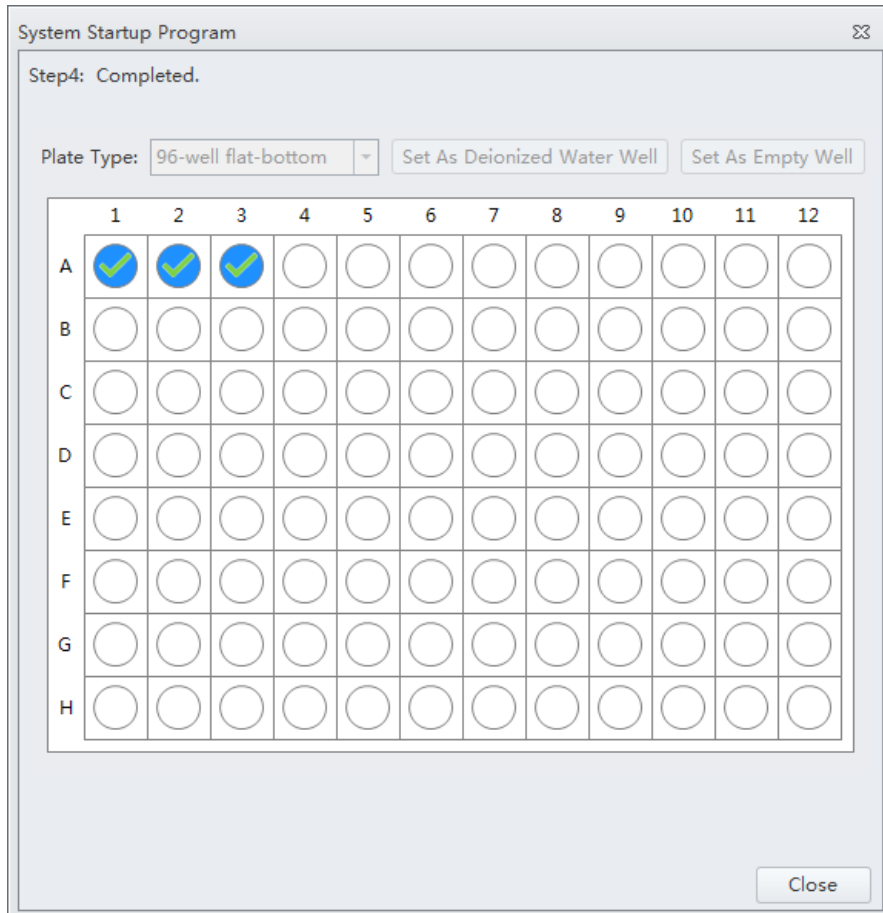 System Startup Program
Step4: Completed.
Plate Type: 96-well flat-bottom Set As Deionized Water Well Set As Empty Well
1 2 3 4 5 6 7 8 9 10 11 12
A
B
C
D
E
F
G
H
Close